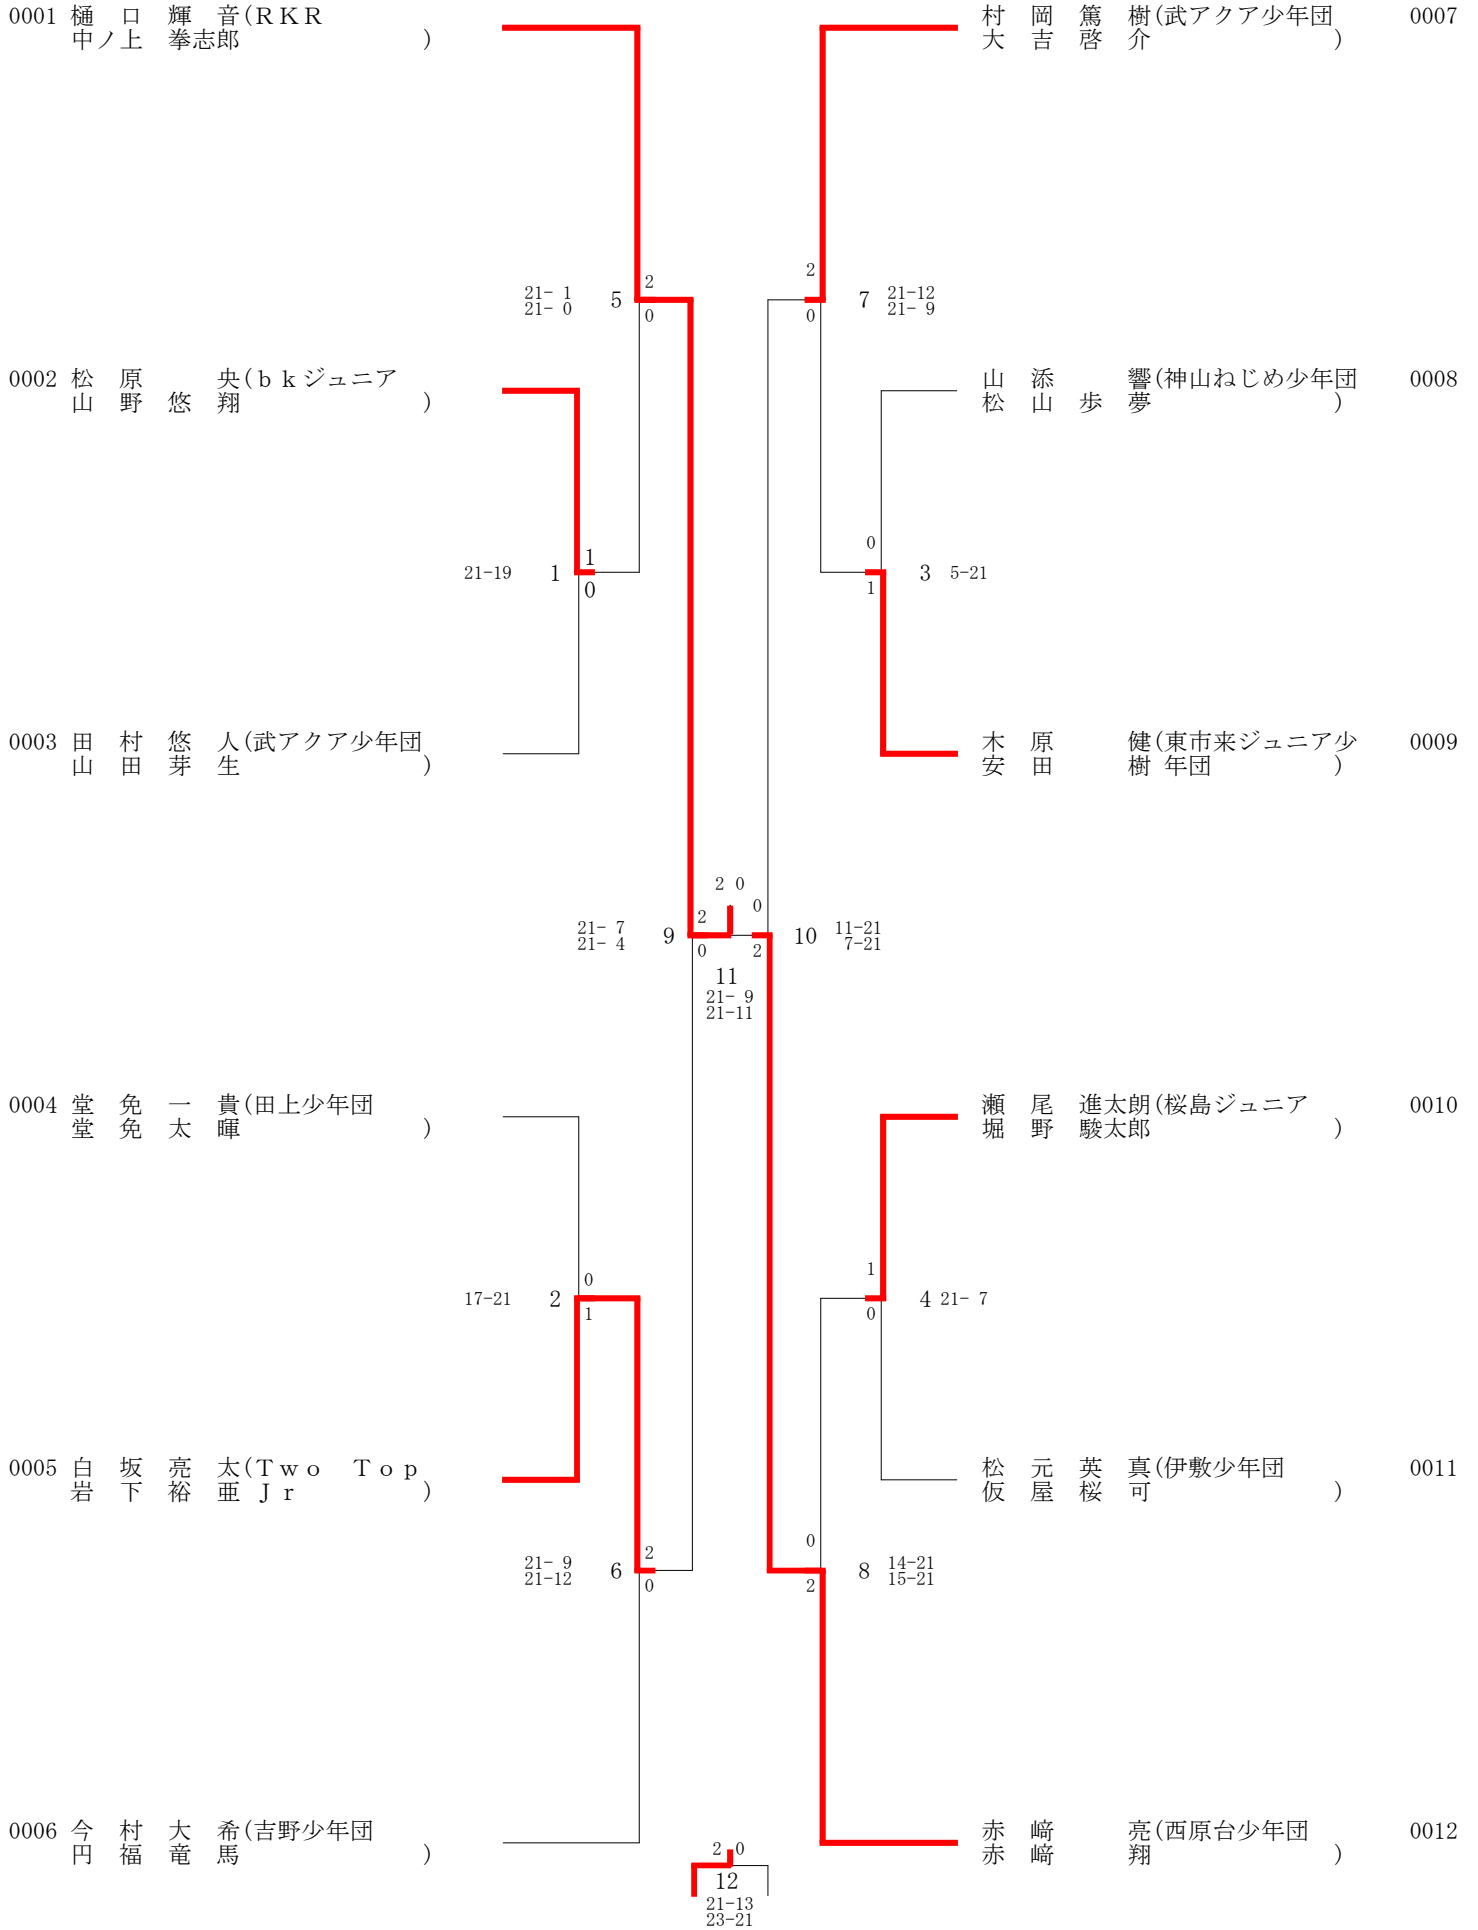 0001 樋 口 輝 音(ＲＫＲ
中ノ上 拳志郎 )
村 岡 篤 樹(武アクア少年団 0007
大 吉 啓 介 )
2
21- 1
21- 0
5
0
2
7
21-12
21- 9
0
0002 松 原 央(ｂｋジュニア
山 野 悠 翔 )
山 添 響(神山ねじめ少年団 0008
松 山 歩 夢 )
1
21-19 1
0
0
3 5-21
1
0003 田 村 悠 人(武アクア少年団
山 田 芽 生 )
木 原 健(東市来ジュニア少 0009
安 田 樹 年団 )
2 0
2
21- 7
21- 4
9
0
0
10
11-21
7-21
2
11
21- 9
21-11
0004 堂 免 一 貴(田上少年団
堂 免 太 暉 )
瀬 尾 進太朗(桜島ジュニア 0010
堀 野 駿太郎 )
0
17-21 2
1
1
4 21- 7
0
0005 白 坂 亮 太(Ｔｗｏ Ｔｏｐ
岩 下 裕 亜 Ｊｒ )
松 元 英 真(伊敷少年団 0011
仮 屋 桜 可 )
2
21- 9
21-12
6
0
0
8
14-21
15-21
2
0006 今 村 大 希(吉野少年団
円 福 竜 馬 )
赤 﨑 亮(西原台少年団 0012
赤 﨑 翔 )
2 0
12
21-13
23-21